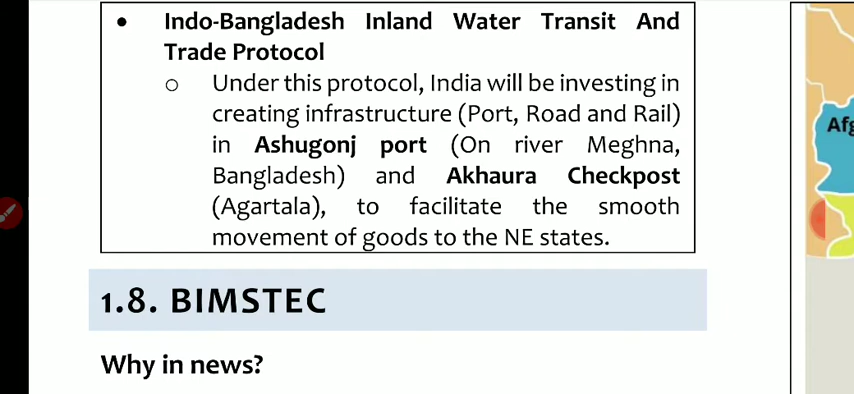 • Indo-Bangladesh Inland Water Transit And
Trade Protocol
o Under this protocol, India will be investing in
creating infrastructure (Port, Road and Rail)
in Ashugonj port (On river Meghna,
Bangladesh) and Akhaura Checkpost
(Agartala), to facilitate the smooth
movement of goods to the NE states.
1.8. BIMSTEC
Why in news?